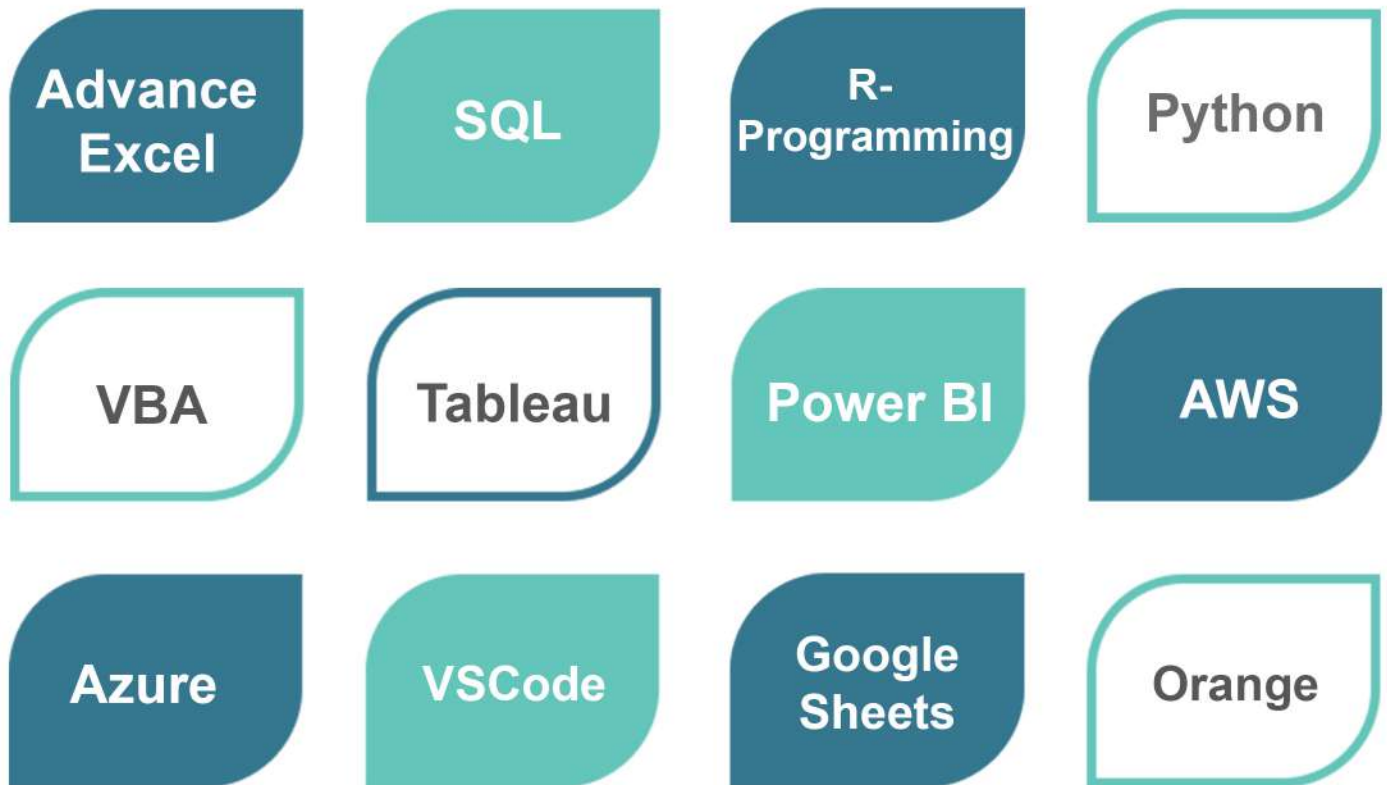 Advance
Excel
SQL
R-
Programming
Python
VBA
Tableau
Power BI
AWS
Azure
VSCode
Google
Sheets
Orange